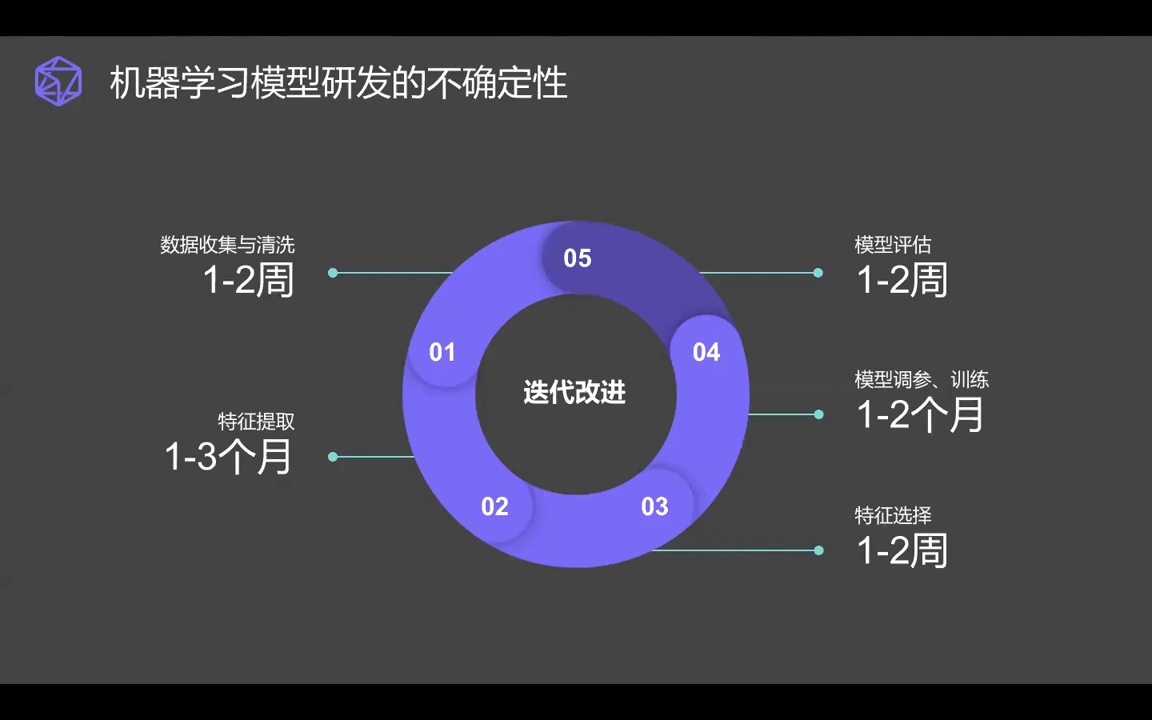 机器学习模型研发的不确定性
数据收集与清洗
1-2周
特征提取
1-3个月
05
01
04
迭代改进
02
03
模型评估
1-2周
模型调参、训练
1-2个月
特征选择
1-2周